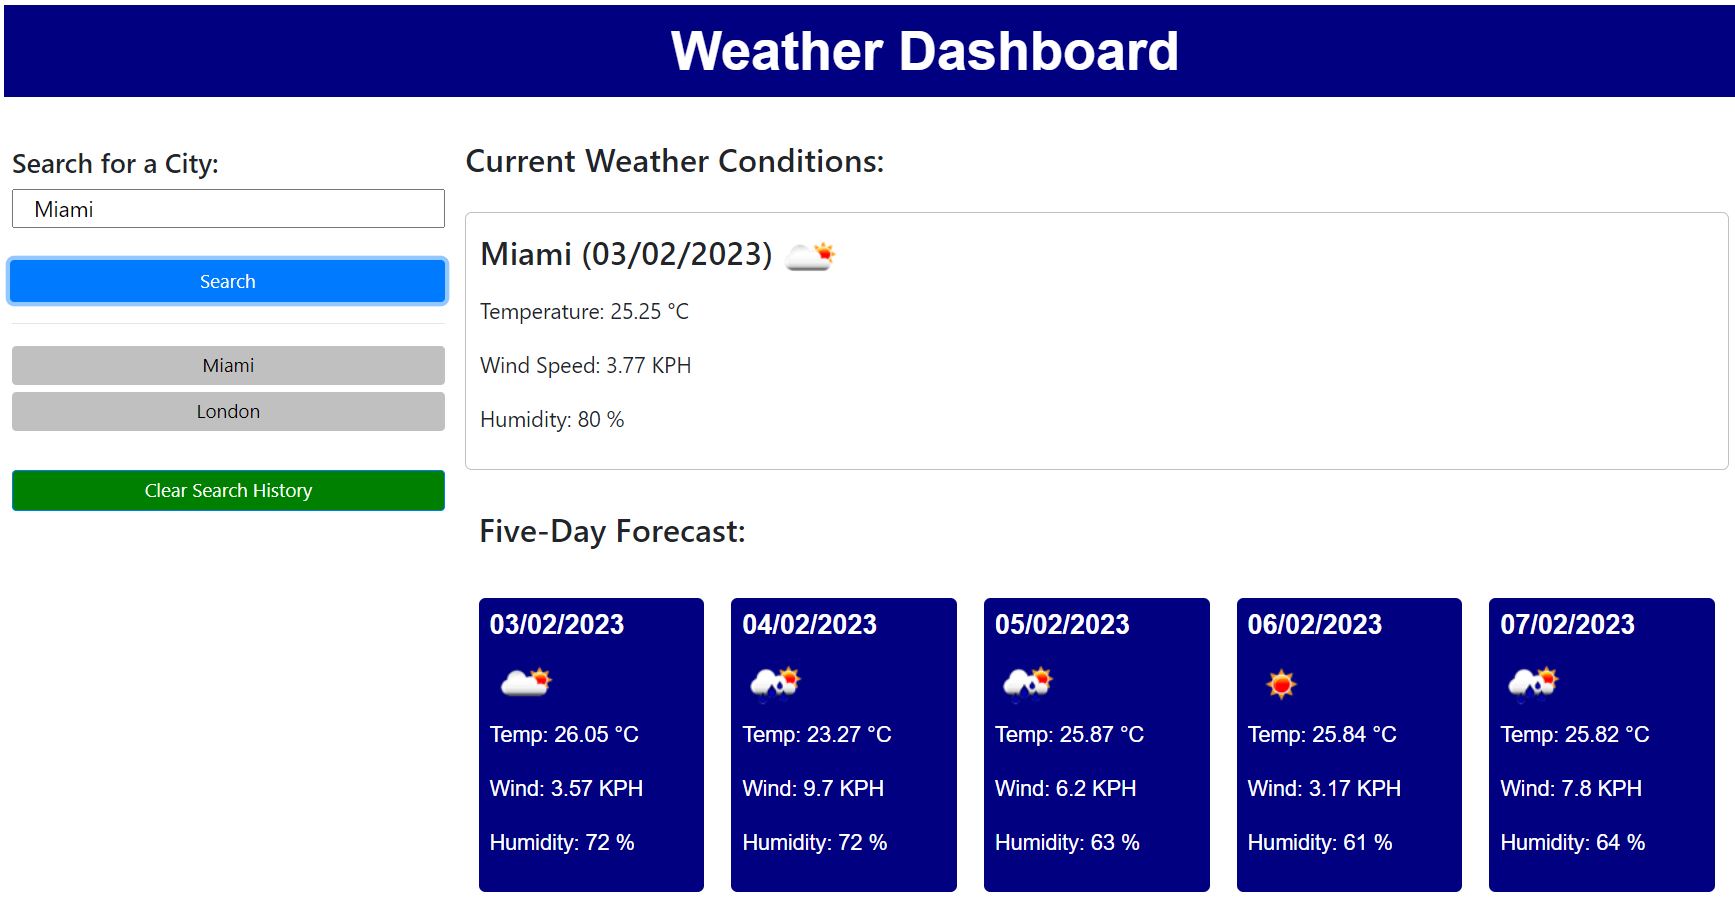 Weather Dashboard
Search for a City:
Miami
Search
Miami
London
Clear Search History
Current Weather Conditions:
Miami (03/02/2023)
Temperature: 25.25 °C
Wind Speed: 3.77 KPH
Humidity: 80 %
Five-Day Forecast:
03/02/2023
Temp: 26.05 °C
Wind: 3.57 KPH
Humidity: 72 %
04/02/2023
Temp: 23.27 °C
Wind: 9.7 KPH
Humidity: 72 %
05/02/2023
Temp: 25.87 °C
Wind: 6.2 KPH
Humidity: 63 %
06/02/2023
Temp: 25.84 °C
Wind: 3.17 KPH
Humidity: 61 %
07/02/2023
Temp: 25.82 °C
Wind: 7.8 KPH
Humidity: 64 %